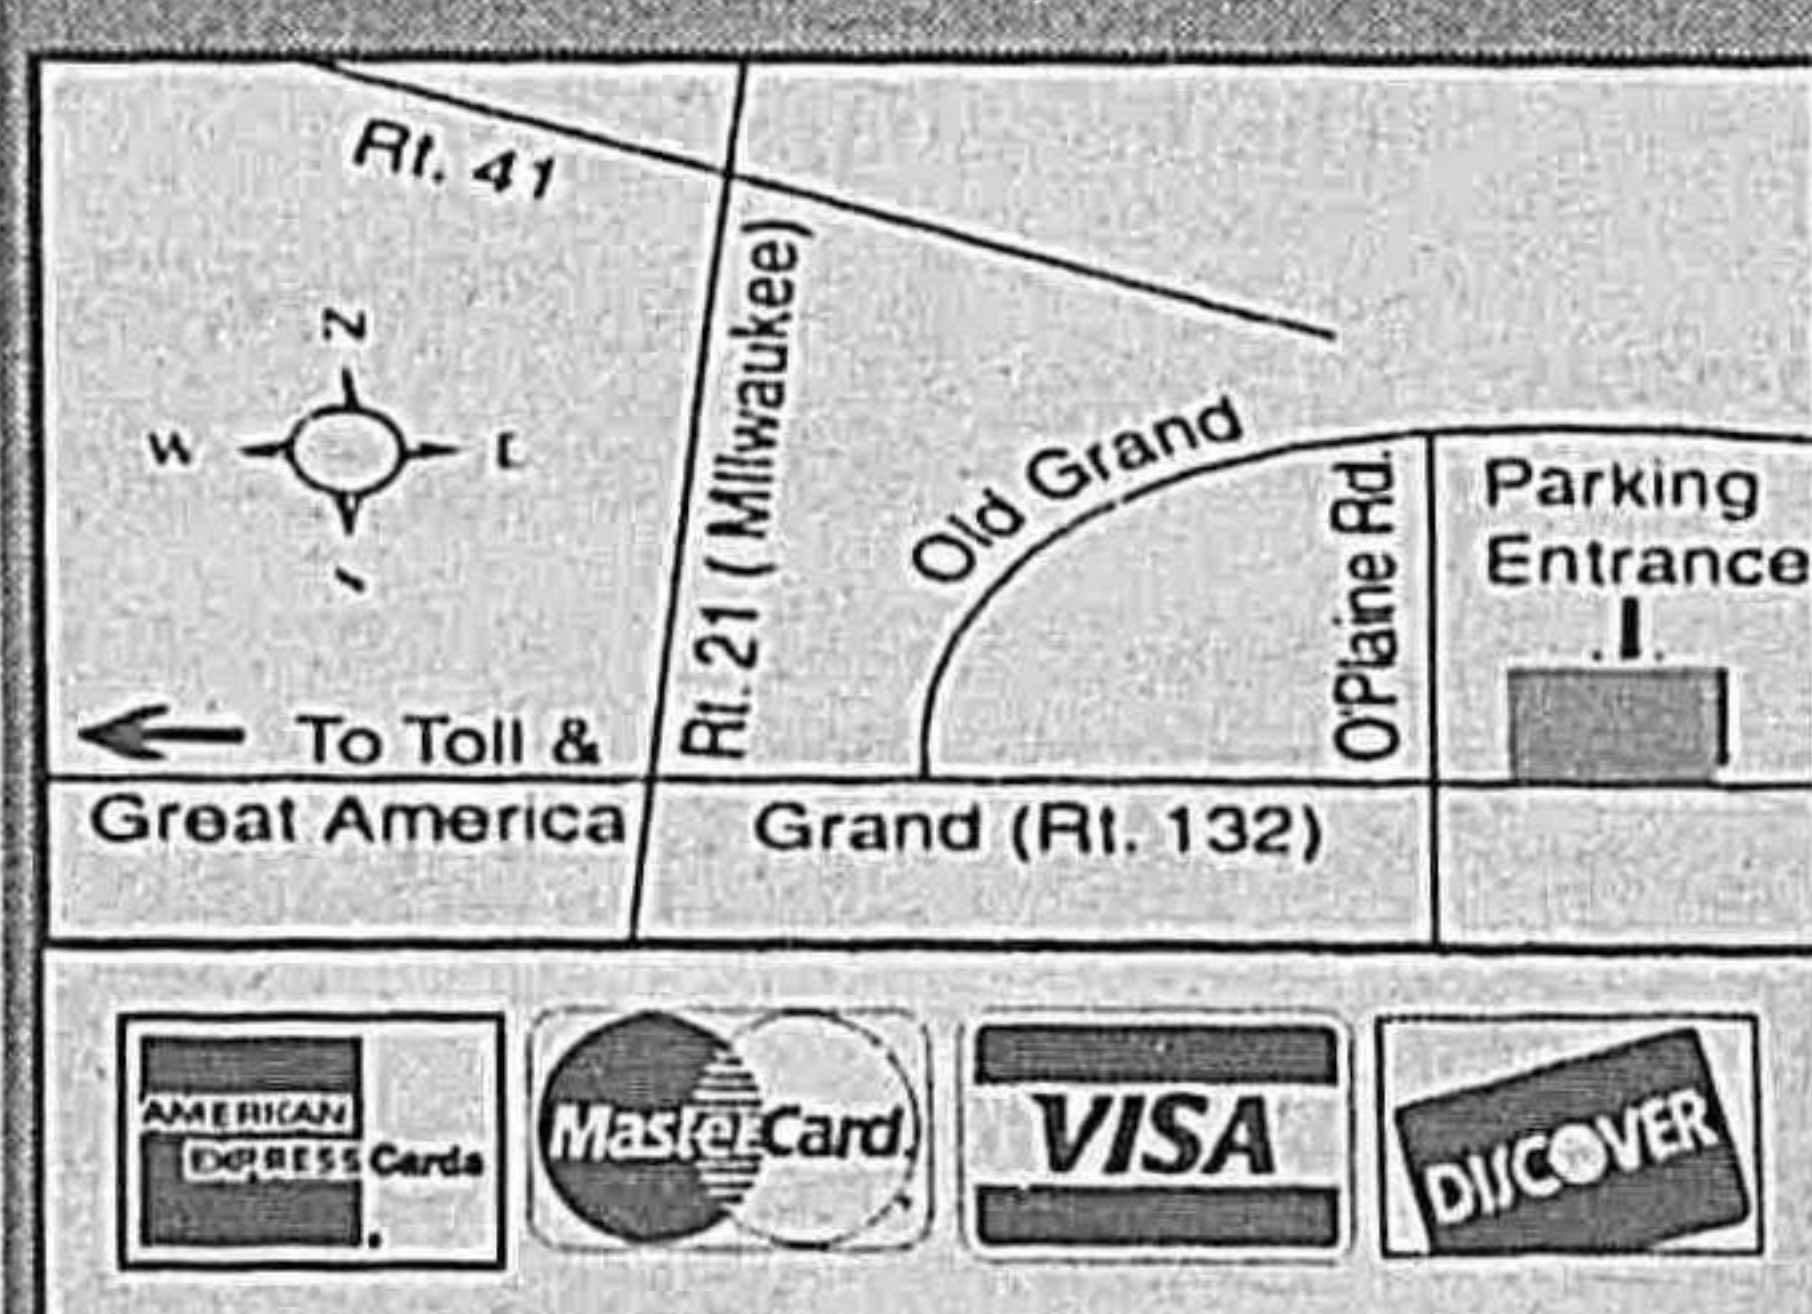 Rt. 41
N
W
E
Rt. 21 (Milwaukee)
Old Grand
O'Plaine Rd.
Parking
Entrance
To Toll &
Great America
Grand (Rt. 132)
AMERICAN
EXPRESS Cards
MasterCard
VISA
DISCOVER